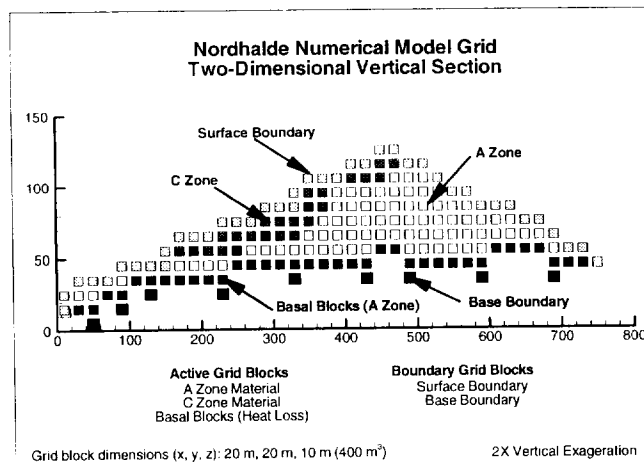 Nordhalde Numerical Model Grid
Two-Dimensional Vertical Section
150
Surface Boundary
A Zone
C Zone
100
50
Basal Blocks (A Zone)
Base Boundary
0
0 100 200 300 400 500 600 700 800
Active Grid Blocks
A Zone Material
C Zone Material
Basal Blocks (Heat Loss)
Boundary Grid Blocks
Surface Boundary
Base Boundary
Grid block dimensions (x, y, z): 20 m, 20 m, 10 m (400 m³)
2X Vertical Exageration